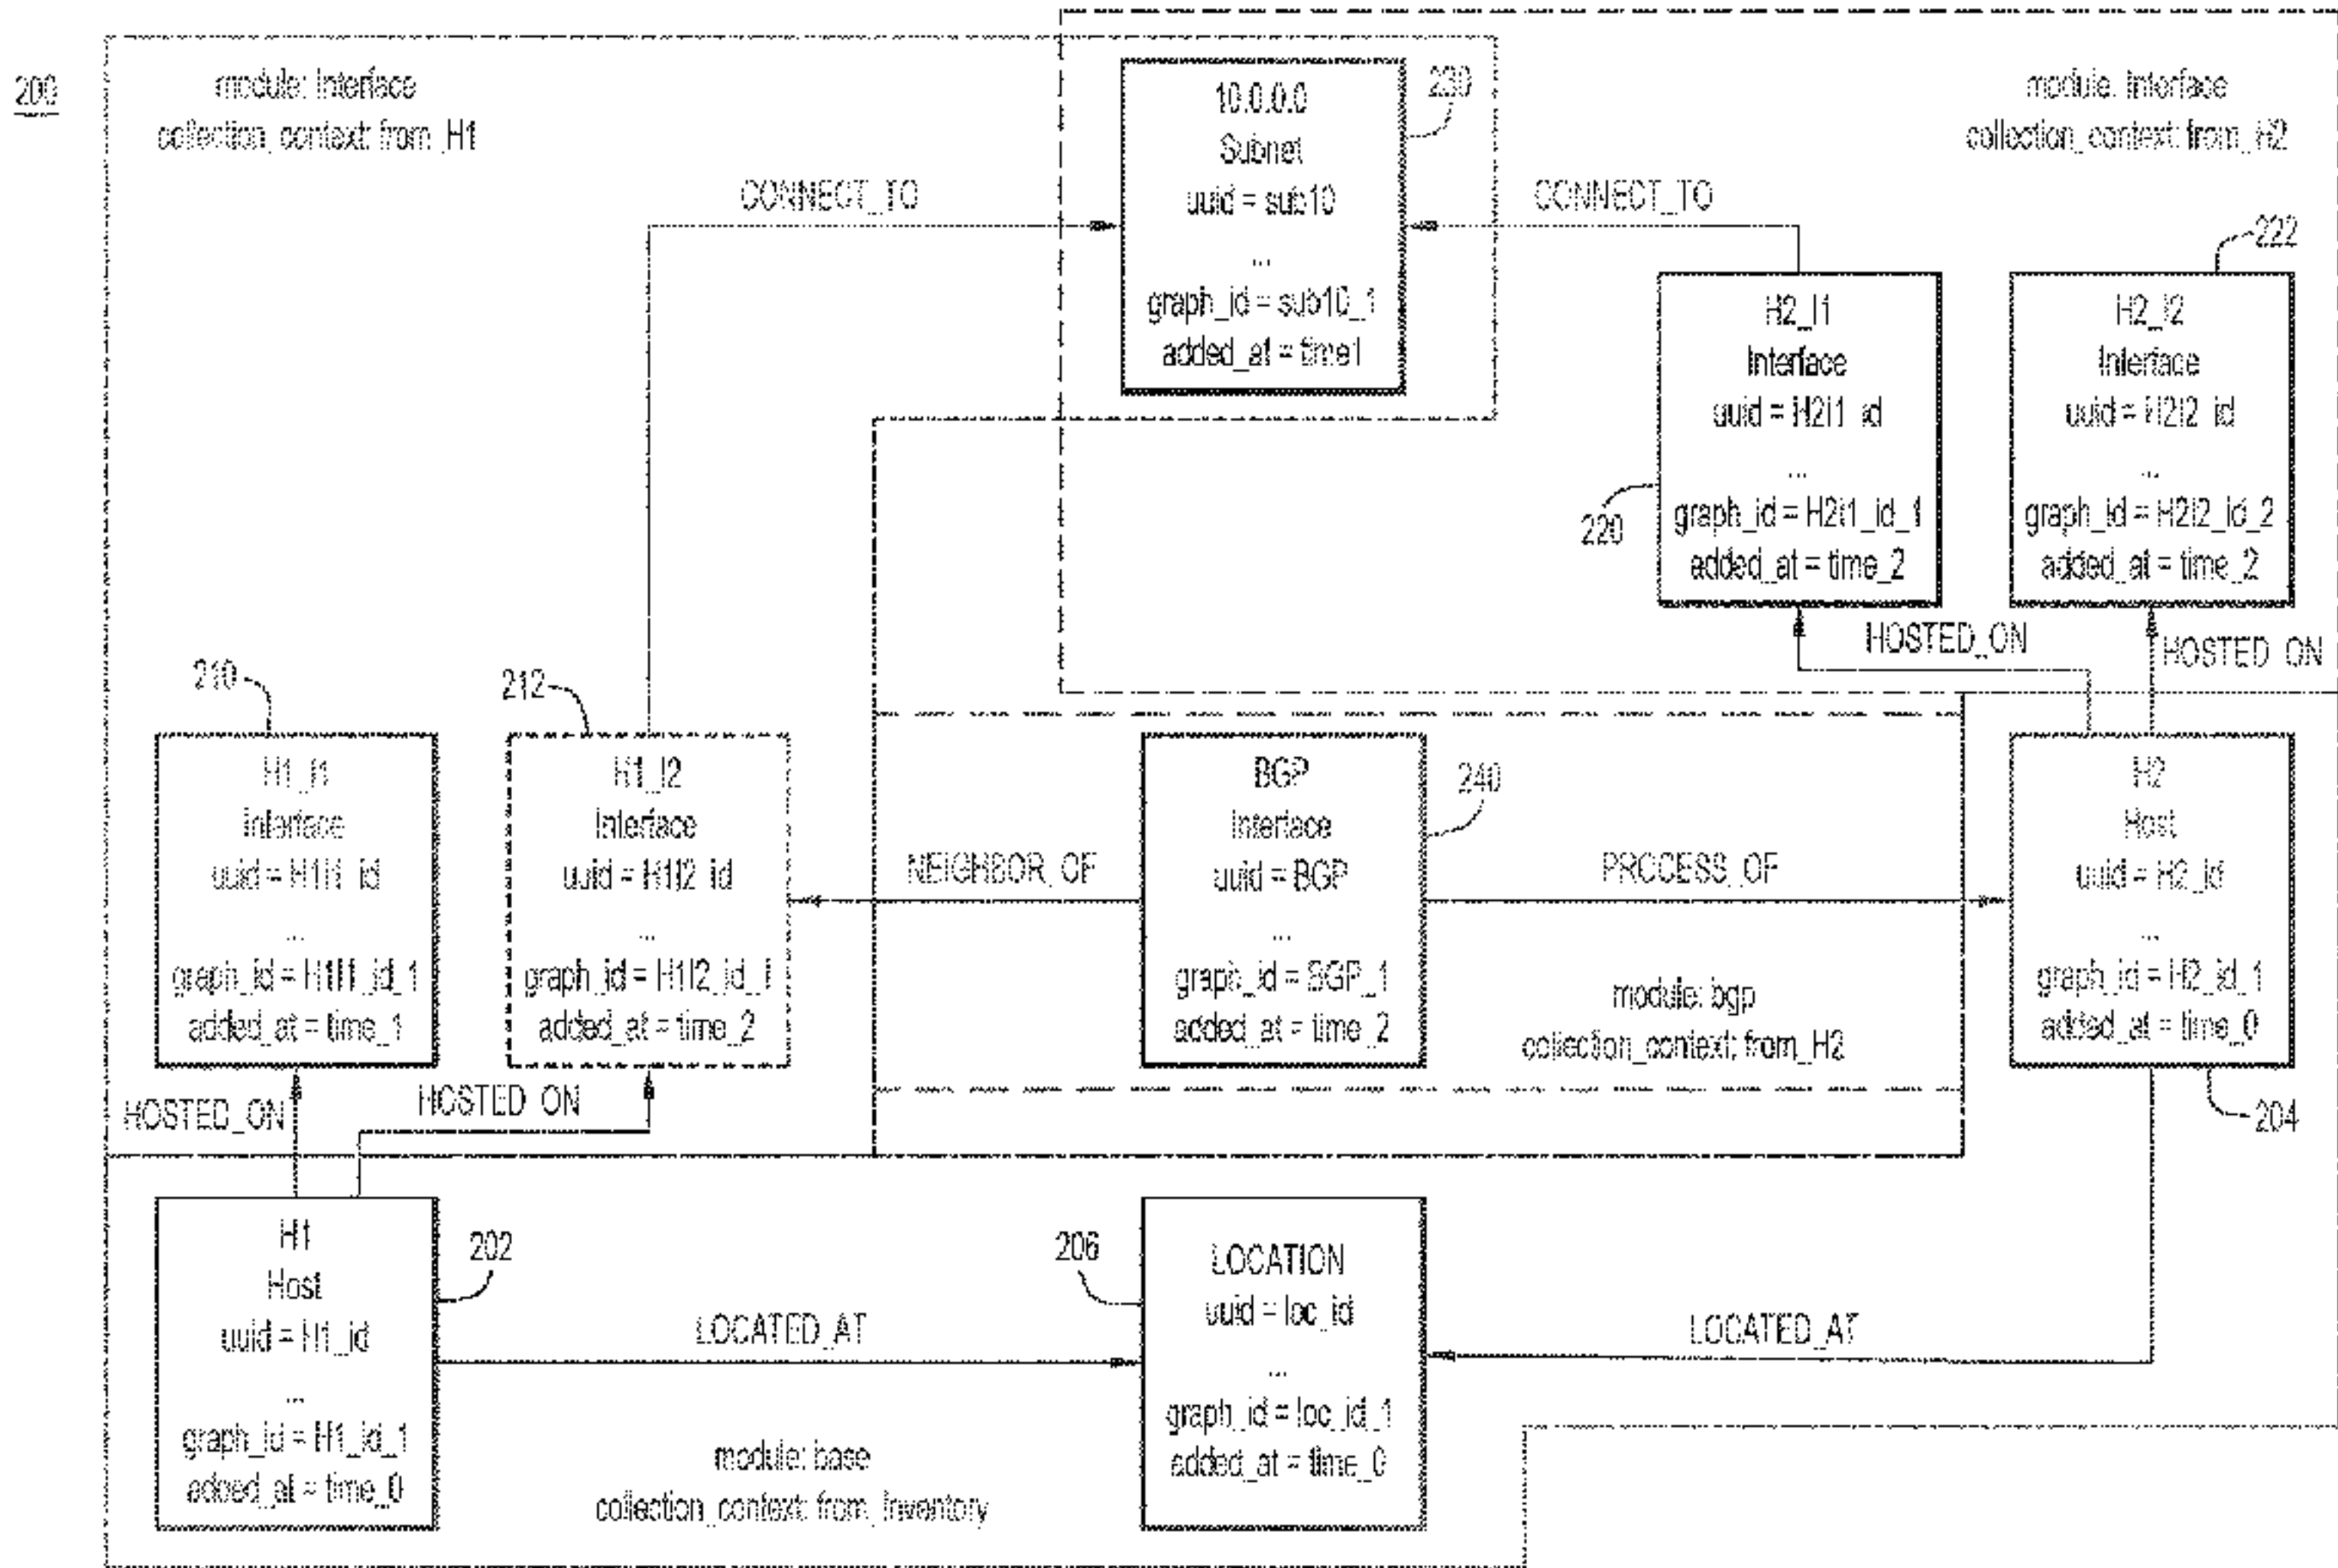 200
module: Interface
collection_context: from_H1
10.0.0.0
Subnet
uuid = sub10
...
graph_id = sub10_1
added_at = time1
230
module: Interface
collection_context: from_H2
CONNECT_TO
CONNECT_TO
222
H2_I1
Interface
uuid = H2I1_id
...
graph_id = H2I1_id_1
added_at = time_2
220
H2_I2
Interface
uuid = H2I2_id
...
graph_id = H2I2_id_2
added_at = time_2
HOSTED_ON
HOSTED_ON
210
H1_I1
Interface
uuid = H1I1_id
...
graph_id = H1I1_id_1
added_at = time_1
212
H1_I2
Interface
uuid = H1I2_id
...
graph_id = H1I2_id_1
added_at = time_2
NEIGHBOR_OF
BGP
Interface
uuid = BGP
...
graph_id = BGP_1
added_at = time_2
240
PROCESS_OF
module: bgp
collection_context: from_H2
H2
Host
uuid = H2_id
...
graph_id = H2_id_1
added_at = time_0
204
HOSTED_ON
HOSTED_ON
H1
Host
uuid = H1_id
...
graph_id = H1_id_1
added_at = time_0
202
LOCATED_AT
module: base
collection_context: from_Inventory
206
LOCATION
uuid = loc_id
...
graph_id = loc_id_1
added_at = time_0
LOCATED_AT